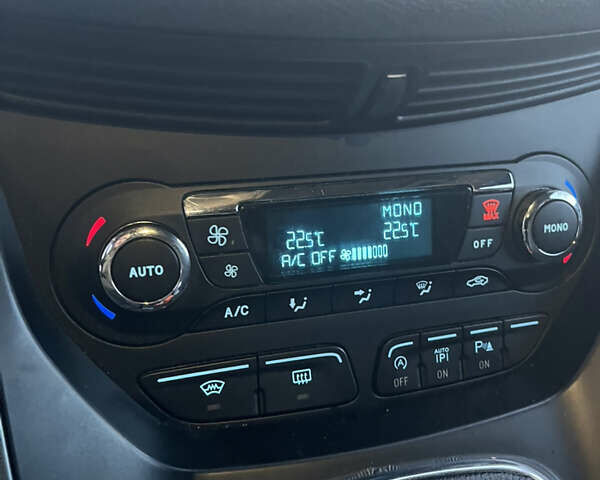 MONO
22.5°C 22.5°C
A/C OFF
AUTO
MONO
OFF
A/C
OFF
AUTO
P
ON
P
ON